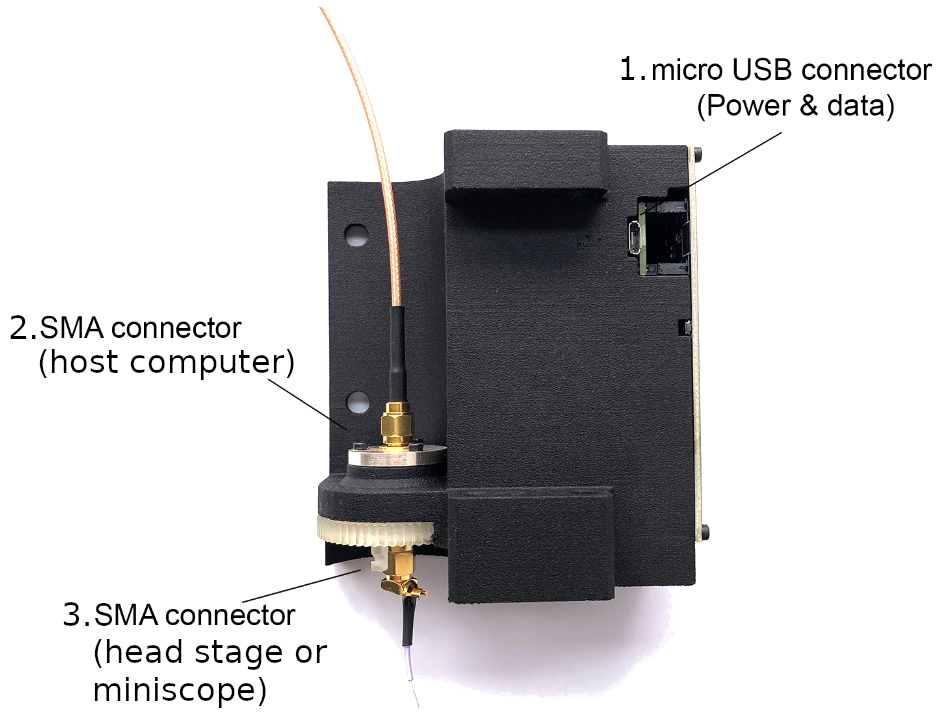 1. micro USB connector
(Power & data)
2. SMA connector
(host computer)
3. SMA connector
(head stage or
miniscope)